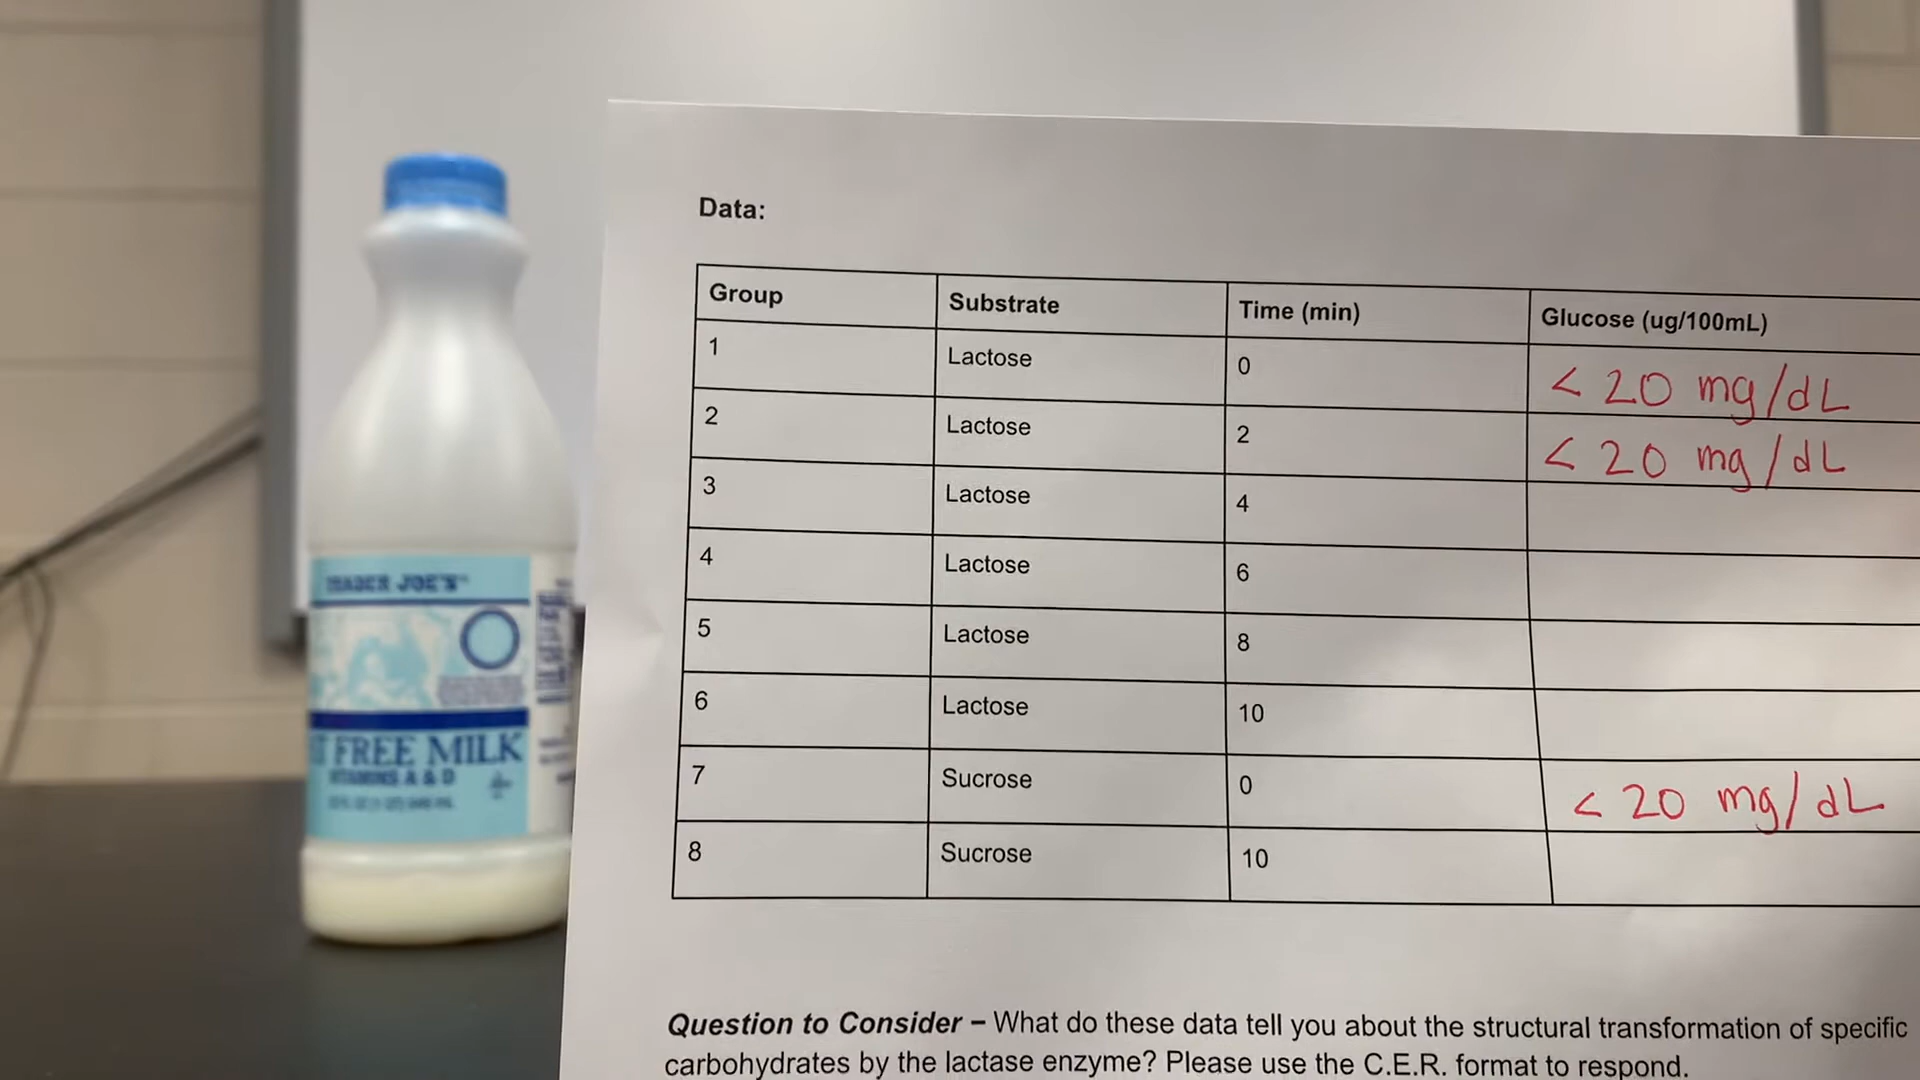 Data:
Group Substrate Time (min) Glucose (ug/100mL)
1 Lactose 0 < 20 mg/dL
2 Lactose 2 < 20 mg/dL
3 Lactose 4
4 Lactose 6
5 Lactose 8
6 Lactose 10
7 Sucrose 0 < 20 mg/dL
8 Sucrose 10
Question to Consider – What do these data tell you about the structural transformation of specific
carbohydrates by the lactase enzyme? Please use the C.E.R. format to respond.
TRADER JOE'S
T FREE MILK
VITAMINS A & D